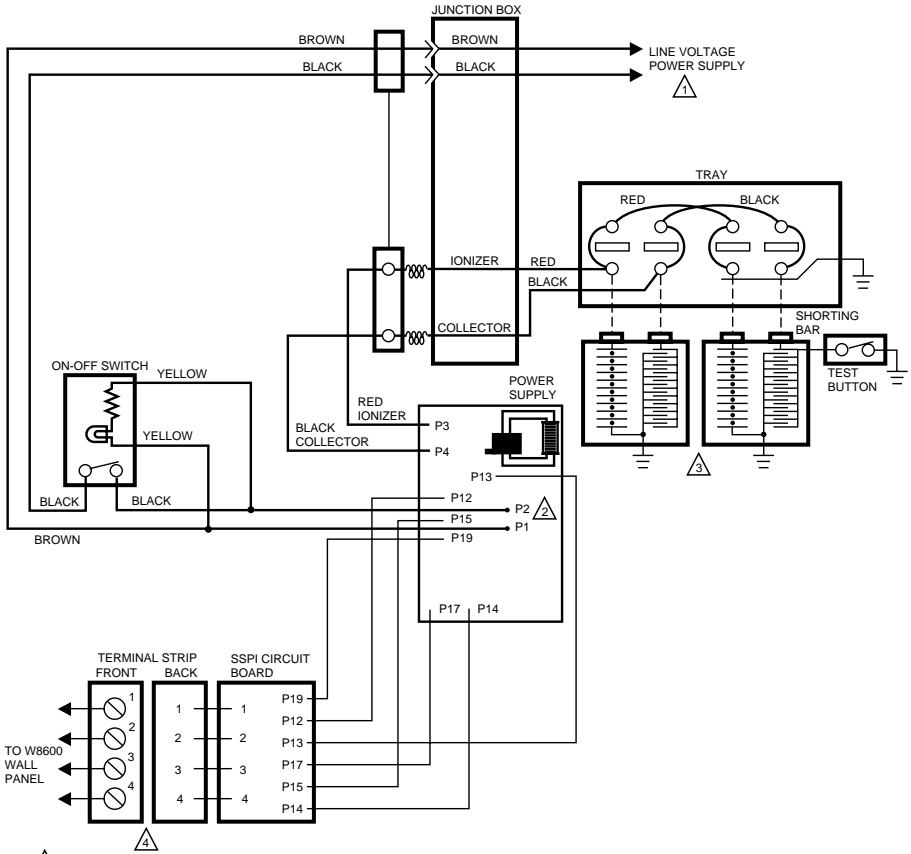 JUNCTION BOX
BROWN
BROWN
BLACK
BLACK
LINE VOLTAGE
POWER SUPPLY
1
TRAY
RED
BLACK
IONIZER
RED
BLACK
COLLECTOR
SHORTING
BAR
TEST
BUTTON
3
ON-OFF SWITCH
YELLOW
YELLOW
BLACK
BLACK
BROWN
RED
IONIZER
BLACK
COLLECTOR
POWER
SUPPLY
P3
P4
P13
P12
P2
2
P15
P1
P19
P17
P14
TERMINAL STRIP
FRONT
BACK
SSPI CIRCUIT
BOARD
1
1
1
P19
P12
2
2
2
P13
3
3
3
P17
P15
4
4
4
P14
TO W8600
WALL
PANEL
4